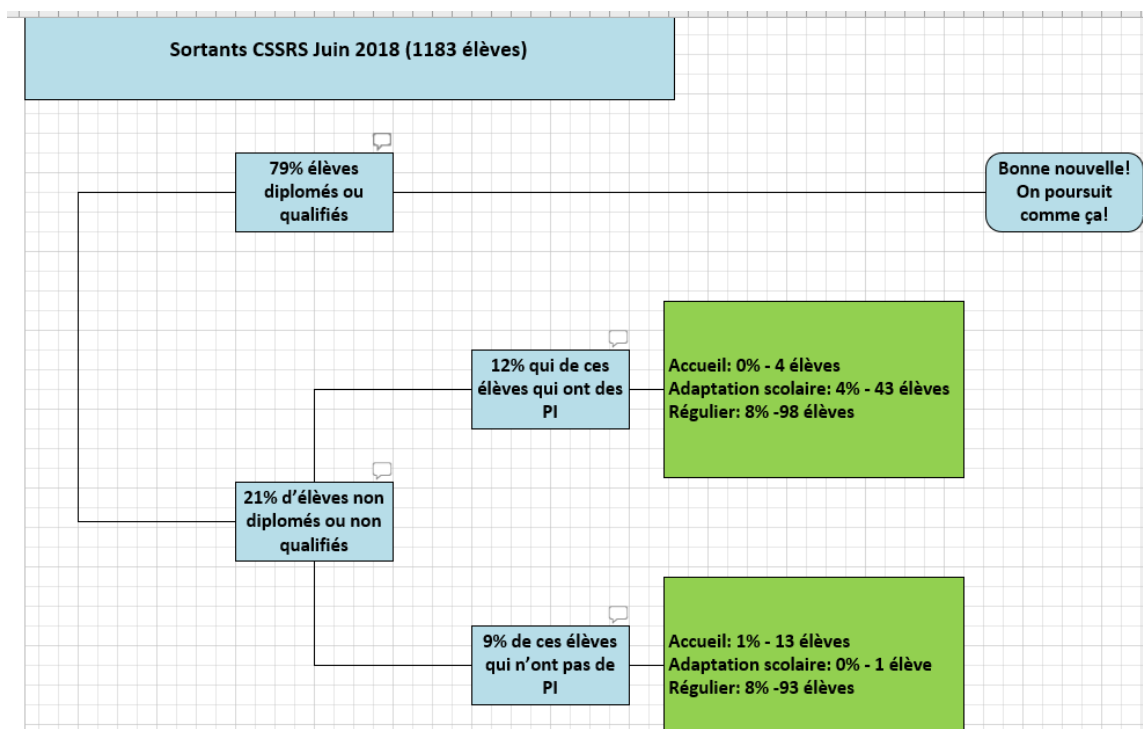 Sortants CSSRS Juin 2018 (1183 élèves)
79% élèves
diplomés ou
qualifiés
Bonne nouvelle!
On poursuit
comme ça!
12% qui de ces
élèves qui ont des
PI
Accueil: 0% - 4 élèves
Adaptation scolaire: 4% - 43 élèves
Régulier: 8% -98 élèves
21% d’élèves non
diplomés ou non
qualifiés
9% de ces élèves
qui n’ont pas de
PI
Accueil: 1% - 13 élèves
Adaptation scolaire: 0% - 1 élève
Régulier: 8% -93 élèves